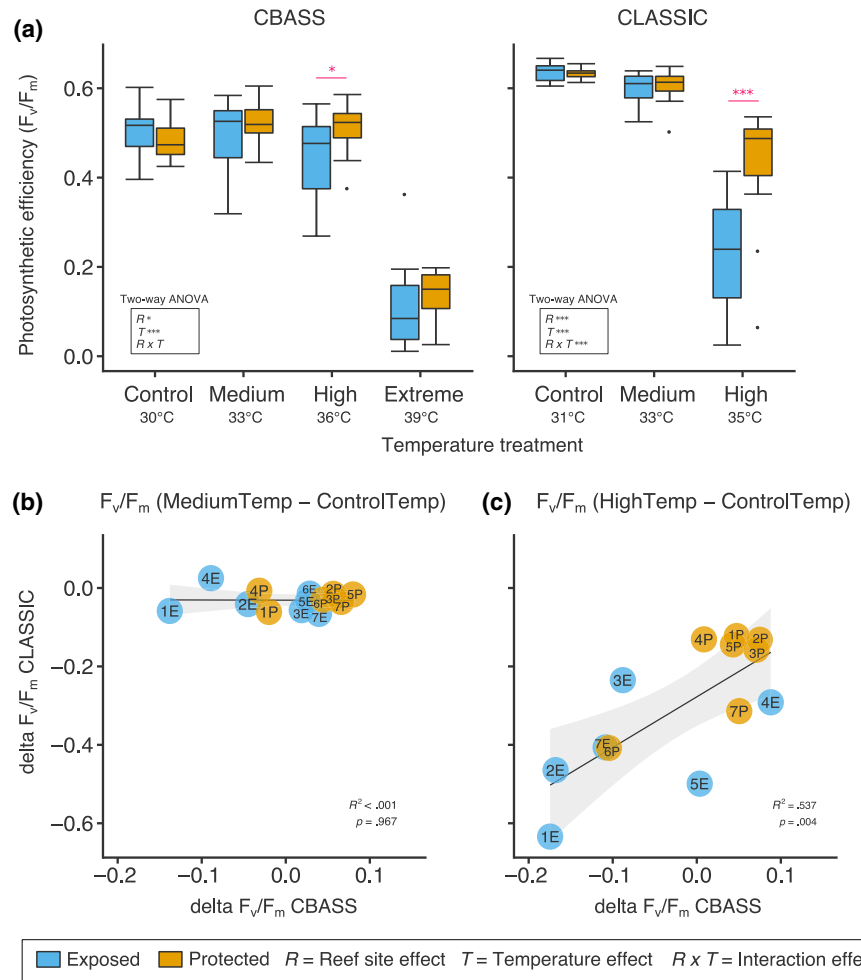 (a)
CBASS
CLASSIC
Photosynthetic efficiency (Fv/Fm)
0.6
0.4
0.2
0.0
*
***
Two-way ANOVA
R *
T ***
R x T
Two-way ANOVA
R ***
T ***
R x T ***
Control Medium High Extreme
30°C 33°C 36°C 39°C
Control Medium High
31°C 33°C 35°C
Temperature treatment
(b)
Fv/Fm (MediumTemp – ControlTemp)
delta Fv/Fm CLASSIC
0.0
−0.2
−0.4
−0.6
1E
4E
2E
4P
1P
6E
5E
3E
7E
6P
2P
3P
7P
5P
R² < .001
p = .967
−0.2 −0.1 0.0 0.1
delta Fv/Fm CBASS
(c)
Fv/Fm (HighTemp – ControlTemp)
4P
1P
5P
2P
3P
3E
4E
7P
7E
6P
2E
5E
1E
R² = .537
p = .004
−0.2 −0.1 0.0 0.1
delta Fv/Fm CBASS
Exposed Protected R = Reef site effect T = Temperature effect R x T = Interaction effe